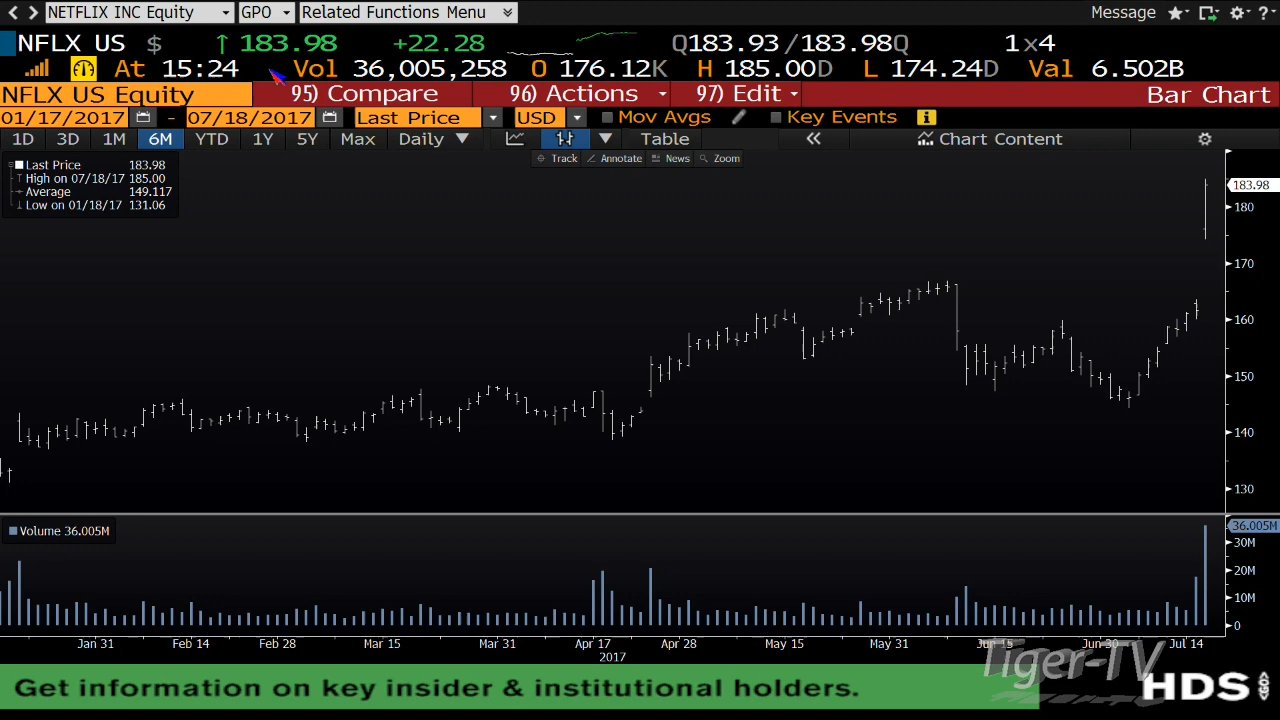 NETFLIX INC Equity GPO Related Functions Menu Message ?
NFLX US $ ↑ 183.98 +22.28 Q183.93/183.98Q 1x4
At 15:24 Vol 36,005,258 O 176.12K H 185.00D L 174.24D Val 6.502B
NFLX US Equity 95) Compare 96) Actions 97) Edit Bar Chart
01/17/2017 - 07/18/2017 Last Price USD Mov Avgs Key Events i
1D 3D 1M 6M YTD 1Y 5Y Max Daily ▼ Table « Chart Content
Track Annotate News Zoom
Last Price 183.98
High on 07/18/17 185.00
Average 149.117
Low on 01/18/17 131.06
183.98
180
170
160
150
140
130
Volume 36.005M
36.005M
30M
20M
10M
0
Jan 31 Feb 14 Feb 28 Mar 15 Mar 31 Apr 17 Apr 28 May 15 May 31 Jun 15 Jun 30 Jul 14
2017
Tiger-TV
Get information on key insider & institutional holders.
HDS GO